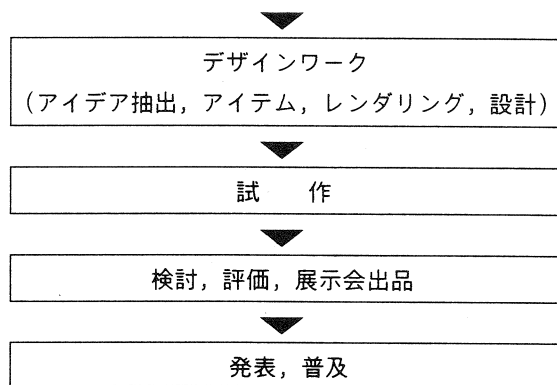 デザインワーク
(アイデア抽出，アイテム，レンダリング，設計)
試　作
検討，評価，展示会出品
発表，普及